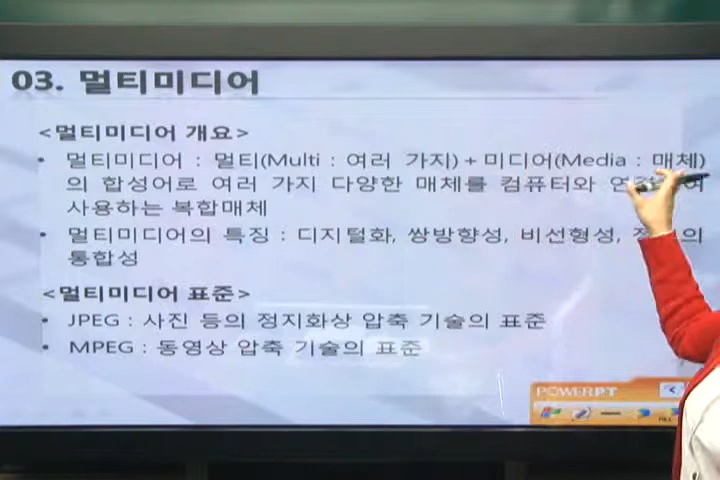 03. 멀티미디어
<멀티미디어 개요>
• 멀티미디어 : 멀티(Multi : 여러 가지) + 미디어(Media : 매체)
의 합성어로 여러 가지 다양한 매체를 컴퓨터와
사용하는 복합매체
• 멀티미디어의 특징 : 디지털화, 쌍방향성, 비선형성,
통합성
<멀티미디어 표준>
• JPEG : 사진 등의 정지화상 압축 기술의 표준
• MPEG : 동영상 압축 기술의 표준
POWERPT